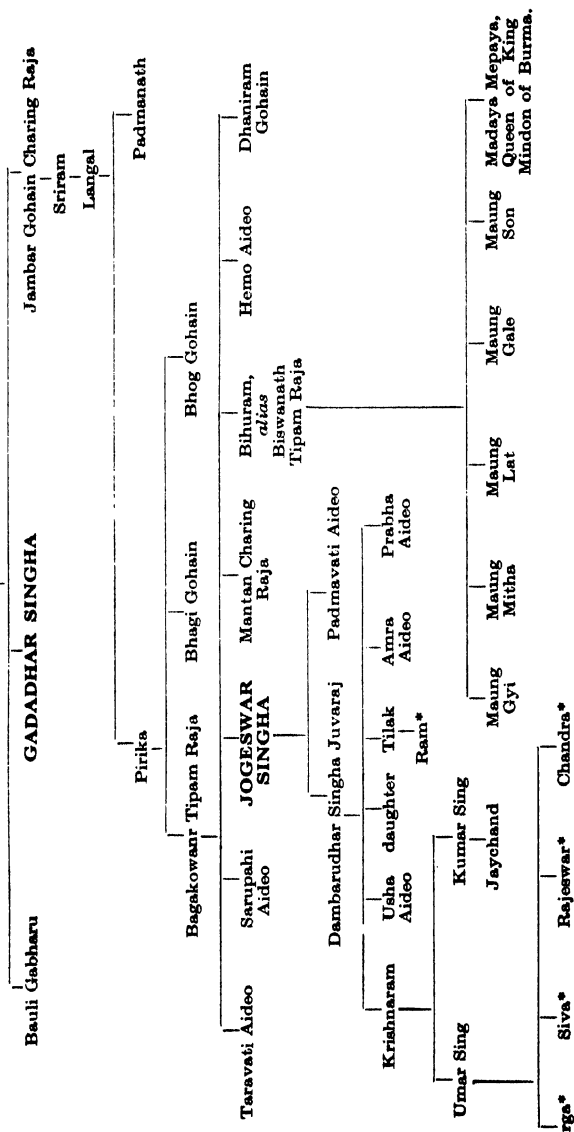 Bauli Gabharu GADADHAR SINGHA Jambar Gohain Charing Raja
Sriram
Langal
Pirika Padmanath
Bagakowanr Tipam Raja Bhagi Gohain Bhog Gohain
Taravati Aideo Sarupahi JOGESWAR Mantan Charing Bihuram, Hemo Aideo Dhaniram
Aideo SINGHA Raja alias Gohain
Biswanath
Tipam Raja
Dambarudhar Singha Juvaraj Padmavati Aideo
Krishnaram Usha daughter Tilak Amra Prabha
Aideo Ram* Aideo Aideo
Umar Sing Kumar Sing
Jaychand
Maung Maung Maung Maung Maung Madaya Mepaya,
Gyi Mitha Lat Gale Son Queen of King
Mindon of Burma.
Siva* Rajeswar* Chandra*